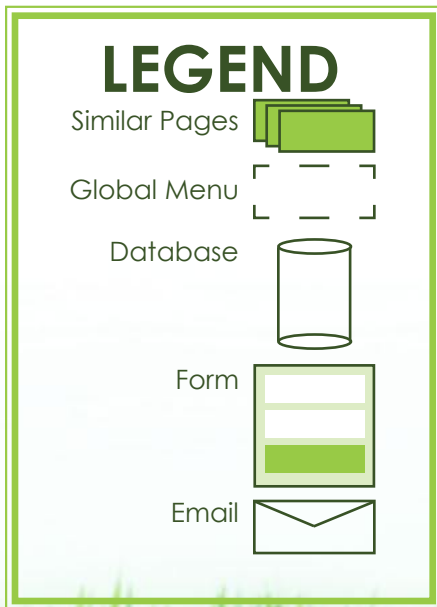 LEGEND
Similar Pages
Global Menu
Database
Form
Email